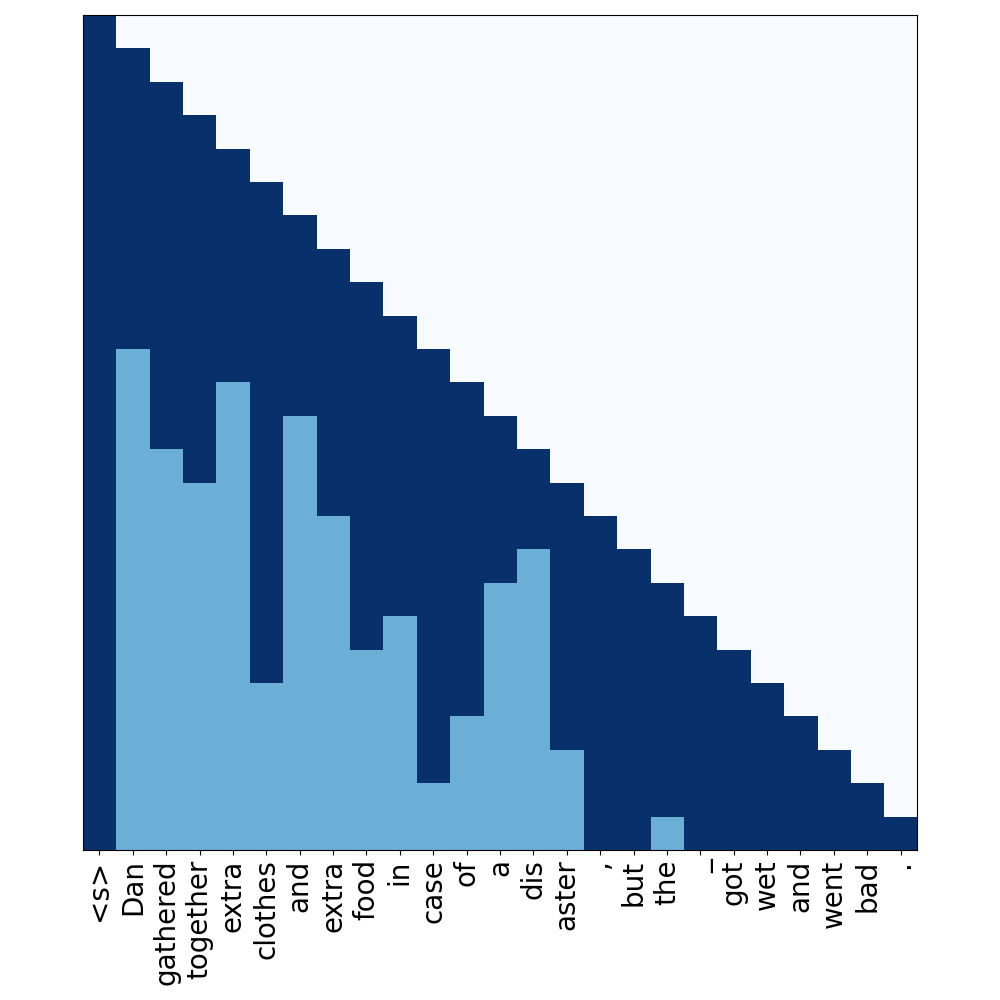 <s> Dan gathered together extra clothes and extra food in case of a dis aster , but the _ got wet and went bad .